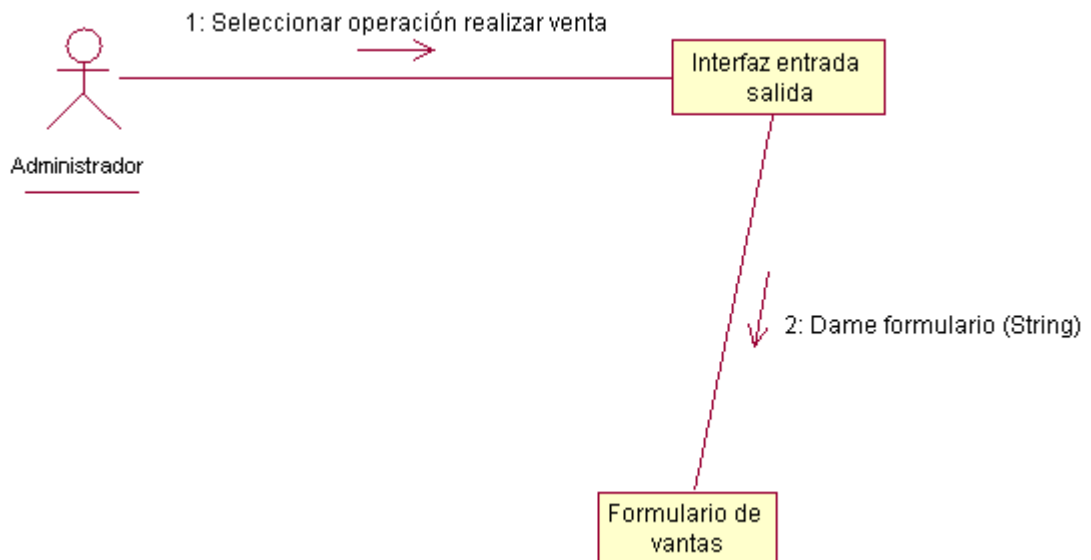 1: Seleccionar operación realizar venta
Interfaz entrada
salida
Administrador
2: Dame formulario (String)
Formulario de
vantas